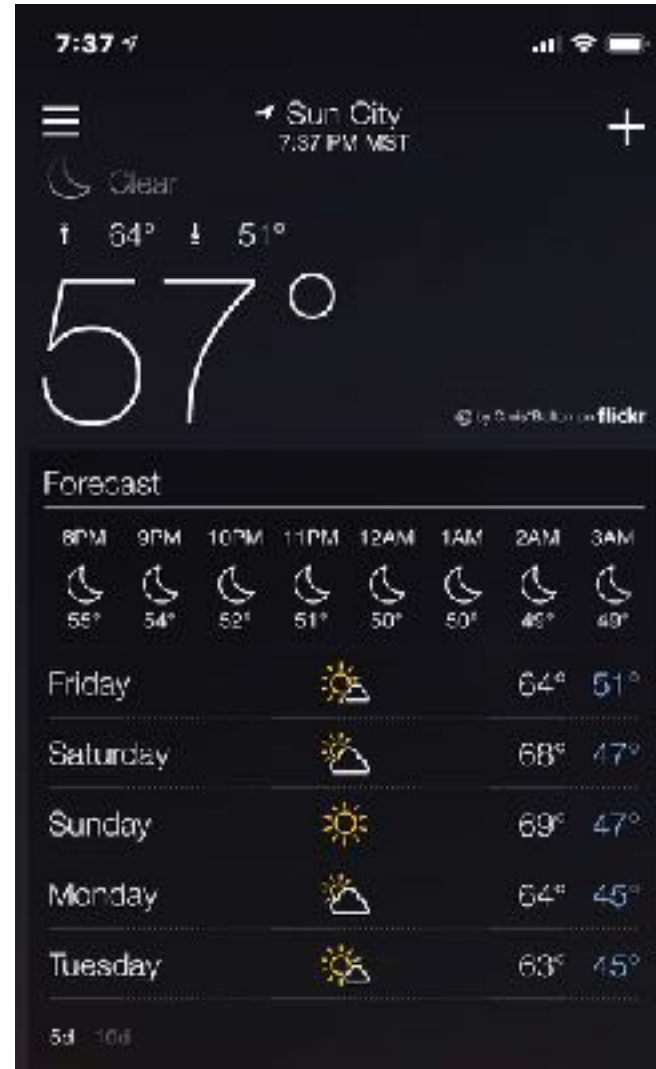 7:37
Sun City
7:37 PM MST
Clear
64° 51°
57°
by on flickr
Forecast
8PM 9PM 10PM 11PM 12AM 1AM 2AM 3AM
55° 54° 52° 51° 50° 50° 49° 49°
Friday 64° 51°
Saturday 68° 47°
Sunday 69° 47°
Monday 64° 45°
Tuesday 63° 45°
5d 10d